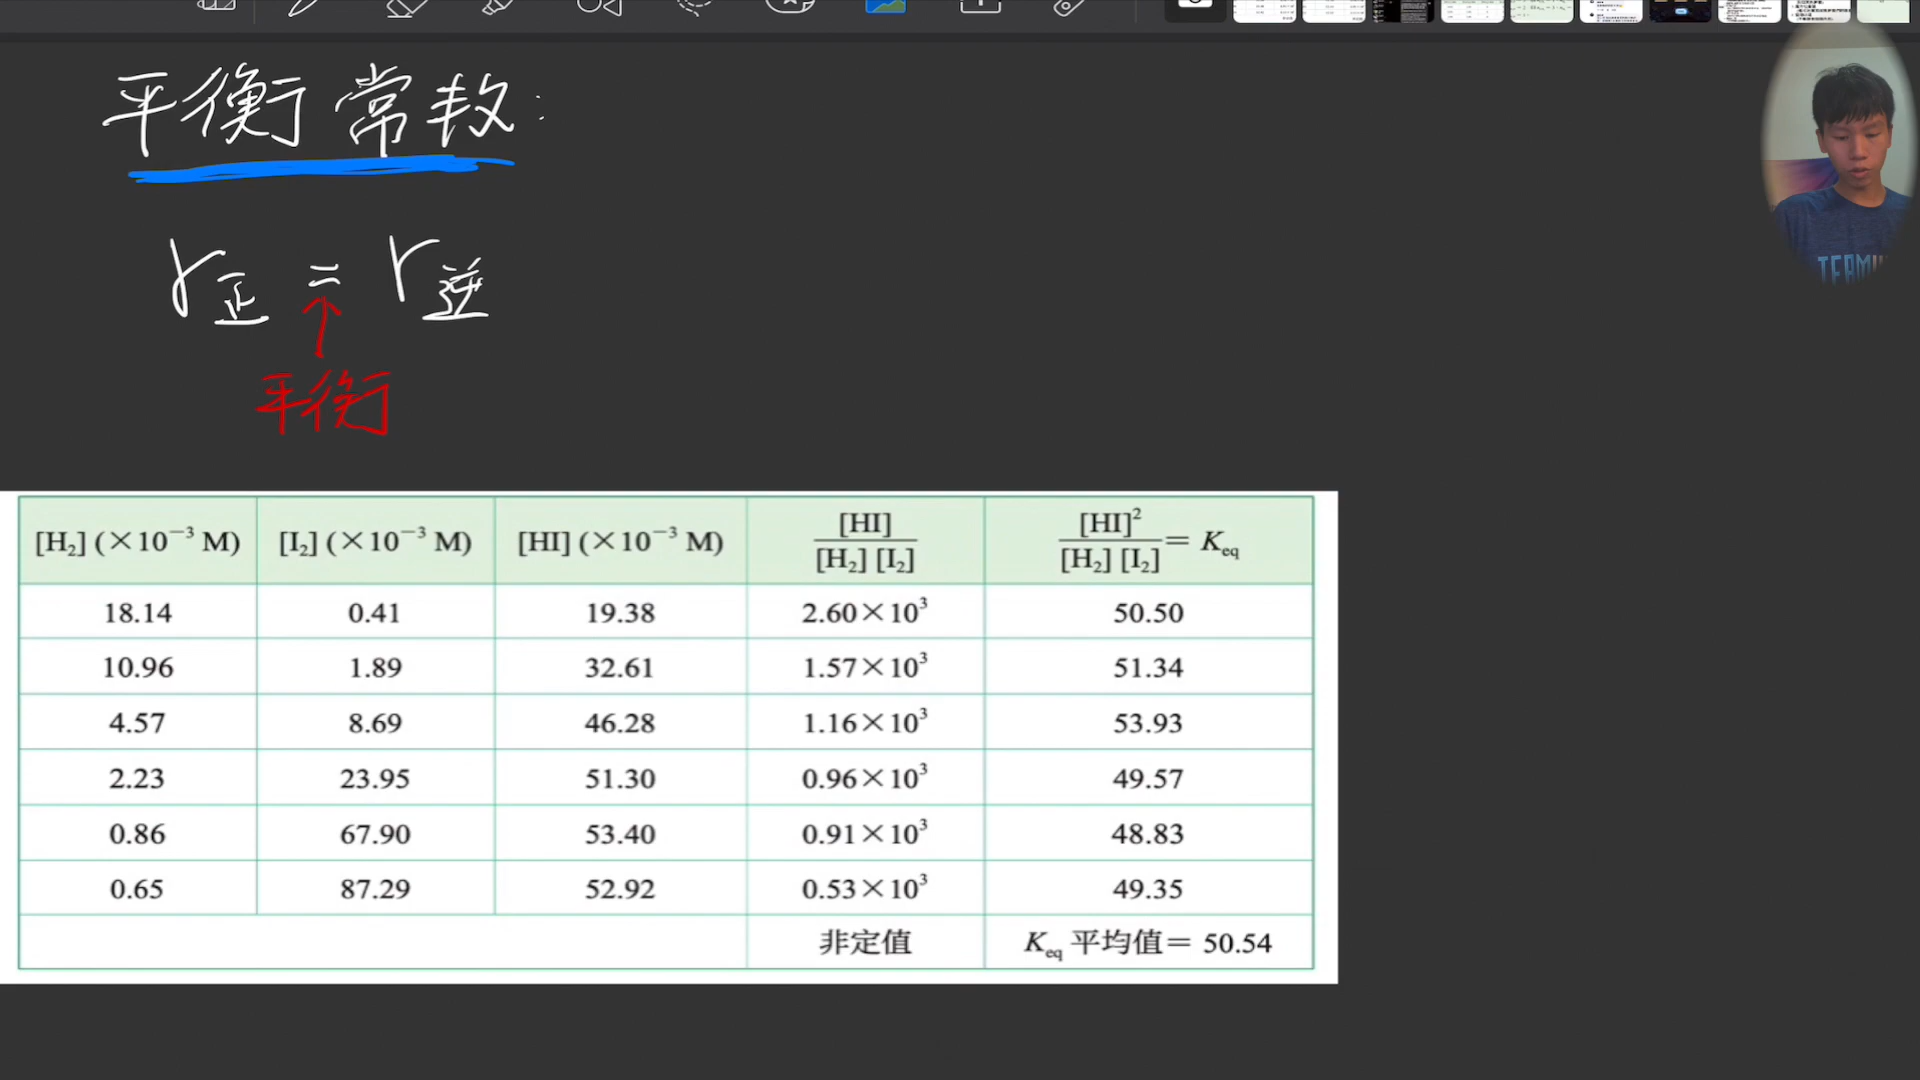 平衡常数:
r正 = r逆
↑
平衡
[H₂] (×10⁻³ M) [I₂] (×10⁻³ M) [HI] (×10⁻³ M) [HI]/[H₂] [I₂] [HI]²/[H₂] [I₂] = Keq
18.14 0.41 19.38 2.60×10³ 50.50
10.96 1.89 32.61 1.57×10³ 51.34
4.57 8.69 46.28 1.16×10³ 53.93
2.23 23.95 51.30 0.96×10³ 49.57
0.86 67.90 53.40 0.91×10³ 48.83
0.65 87.29 52.92 0.53×10³ 49.35
非定值 Keq 平均值= 50.54